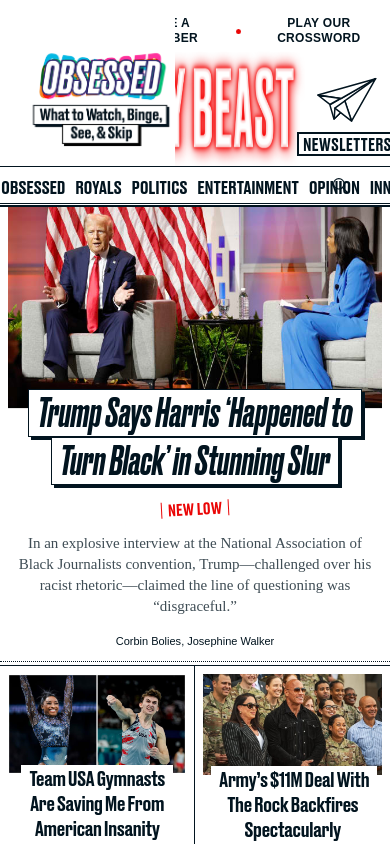 E A
BER
PLAY OUR
CROSSWORD
OBSESSED
What to Watch, Binge,
See, & Skip
Y BEAST
NEWSLETTERS
OBSESSED ROYALS POLITICS ENTERTAINMENT OPINION INN
Trump Says Harris ‘Happened to
Turn Black’ in Stunning Slur
NEW LOW
In an explosive interview at the National Association of
Black Journalists convention, Trump—challenged over his
racist rhetoric—claimed the line of questioning was
“disgraceful.”
Corbin Bolies, Josephine Walker
Team USA Gymnasts
Are Saving Me From
American Insanity
Army’s $11M Deal With
The Rock Backfires
Spectacularly